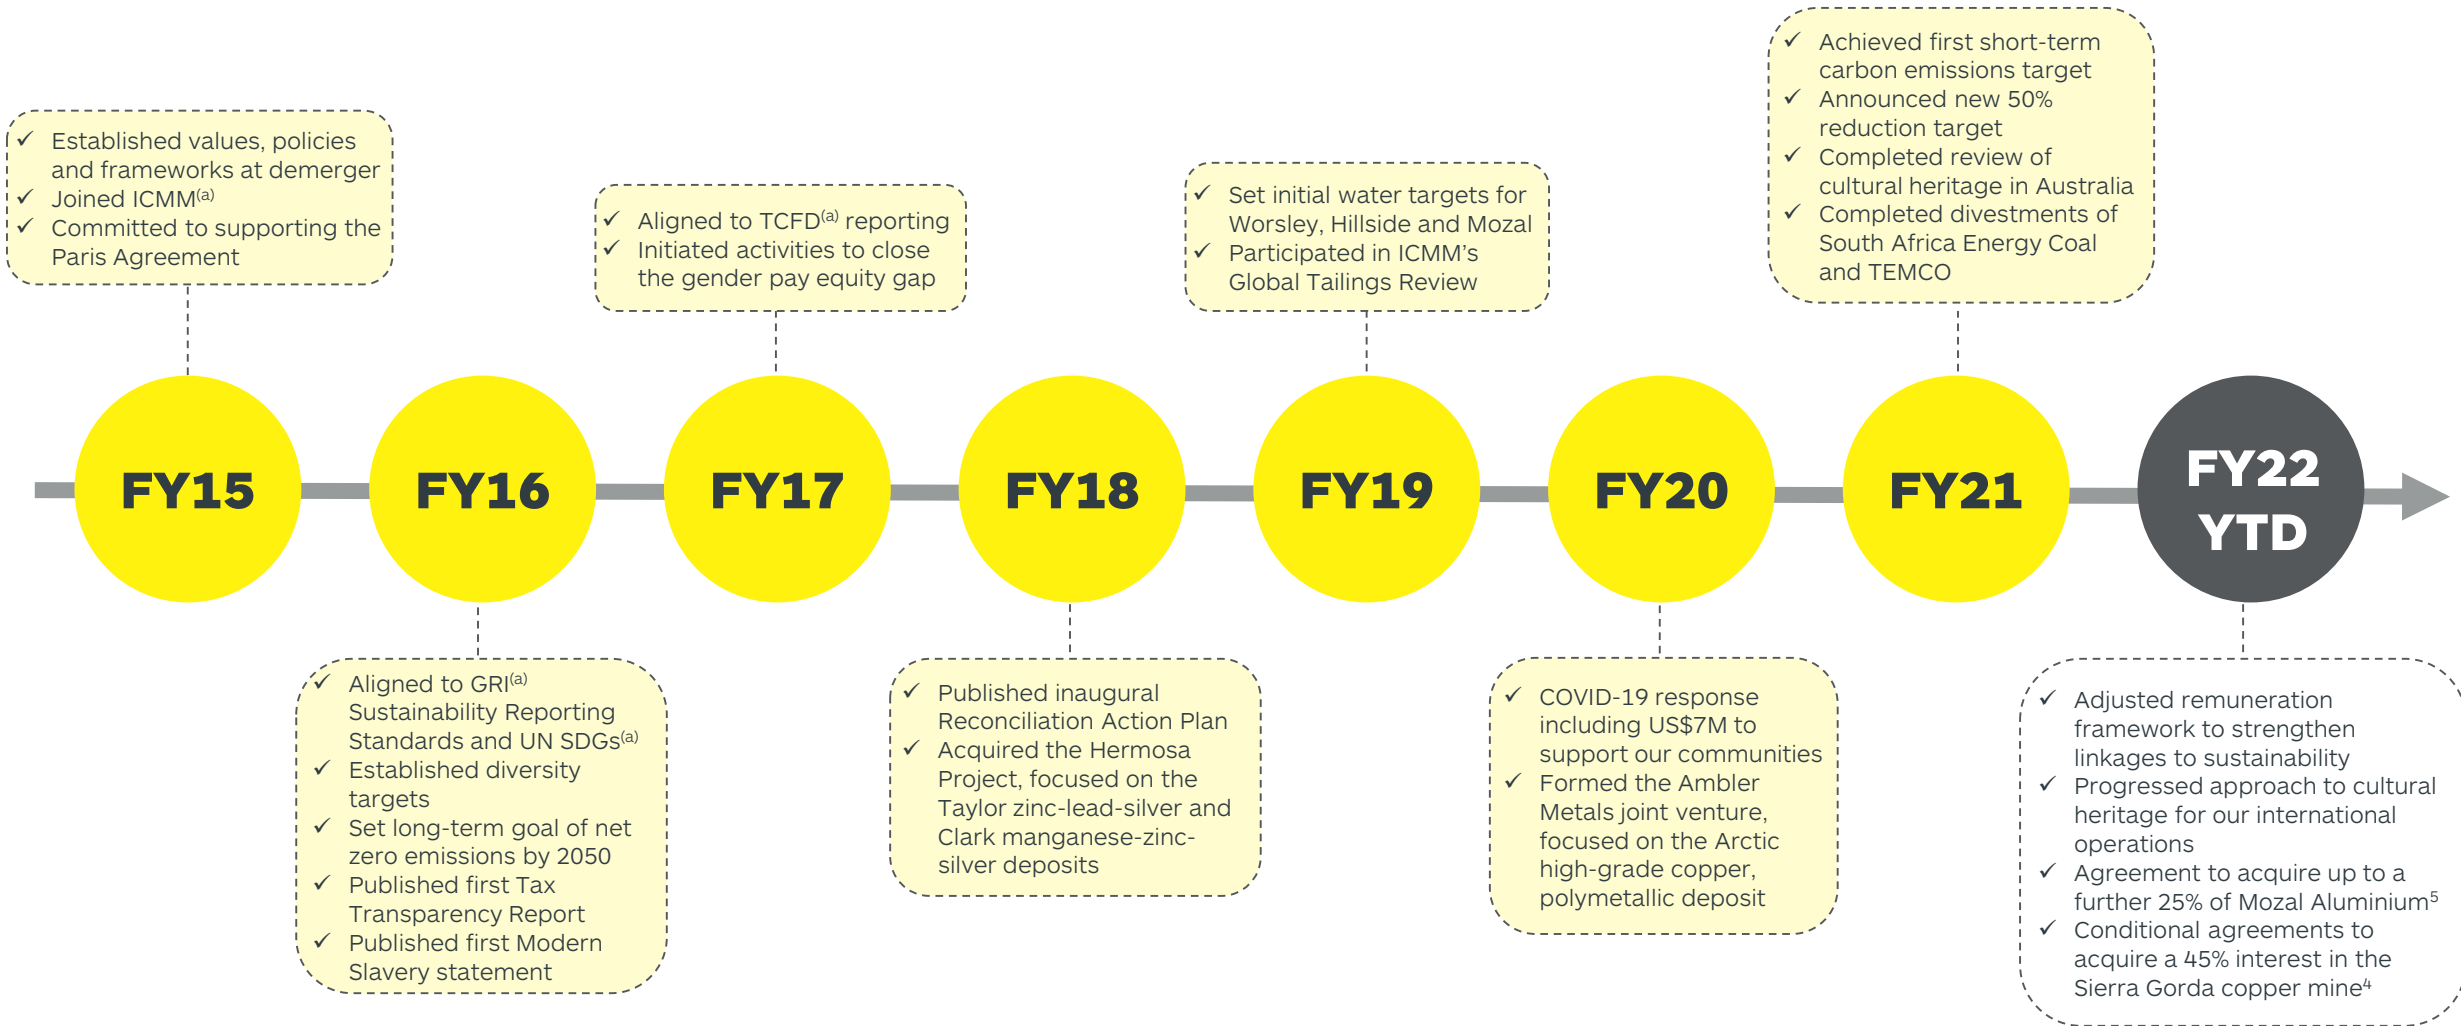 ✓ Established values, policies
and frameworks at demerger
✓ Joined ICMM(a)
✓ Committed to supporting the
Paris Agreement
✓ Aligned to TCFD(a) reporting
✓ Initiated activities to close
the gender pay equity gap
✓ Set initial water targets for
Worsley, Hillside and Mozal
✓ Participated in ICMM's
Global Tailings Review
✓ Achieved first short-term
carbon emissions target
✓ Announced new 50%
reduction target
✓ Completed review of
cultural heritage in Australia
✓ Completed divestments of
South Africa Energy Coal
and TEMCO
FY15
FY16
FY17
FY18
FY19
FY20
FY21
FY22
YTD
✓ Aligned to GRI(a)
Sustainability Reporting
Standards and UN SDGs(a)
✓ Established diversity
targets
✓ Set long-term goal of net
zero emissions by 2050
✓ Published first Tax
Transparency Report
✓ Published first Modern
Slavery statement
✓ Published inaugural
Reconciliation Action Plan
✓ Acquired the Hermosa
Project, focused on the
Taylor zinc-lead-silver and
Clark manganese-zinc-
silver deposits
✓ COVID-19 response
including US$7M to
support our communities
✓ Formed the Ambler
Metals joint venture,
focused on the Arctic
high-grade copper,
polymetallic deposit
✓ Adjusted remuneration
framework to strengthen
linkages to sustainability
✓ Progressed approach to cultural
heritage for our international
operations
✓ Agreement to acquire up to a
further 25% of Mozal Aluminium5
✓ Conditional agreements to
acquire a 45% interest in the
Sierra Gorda copper mine4